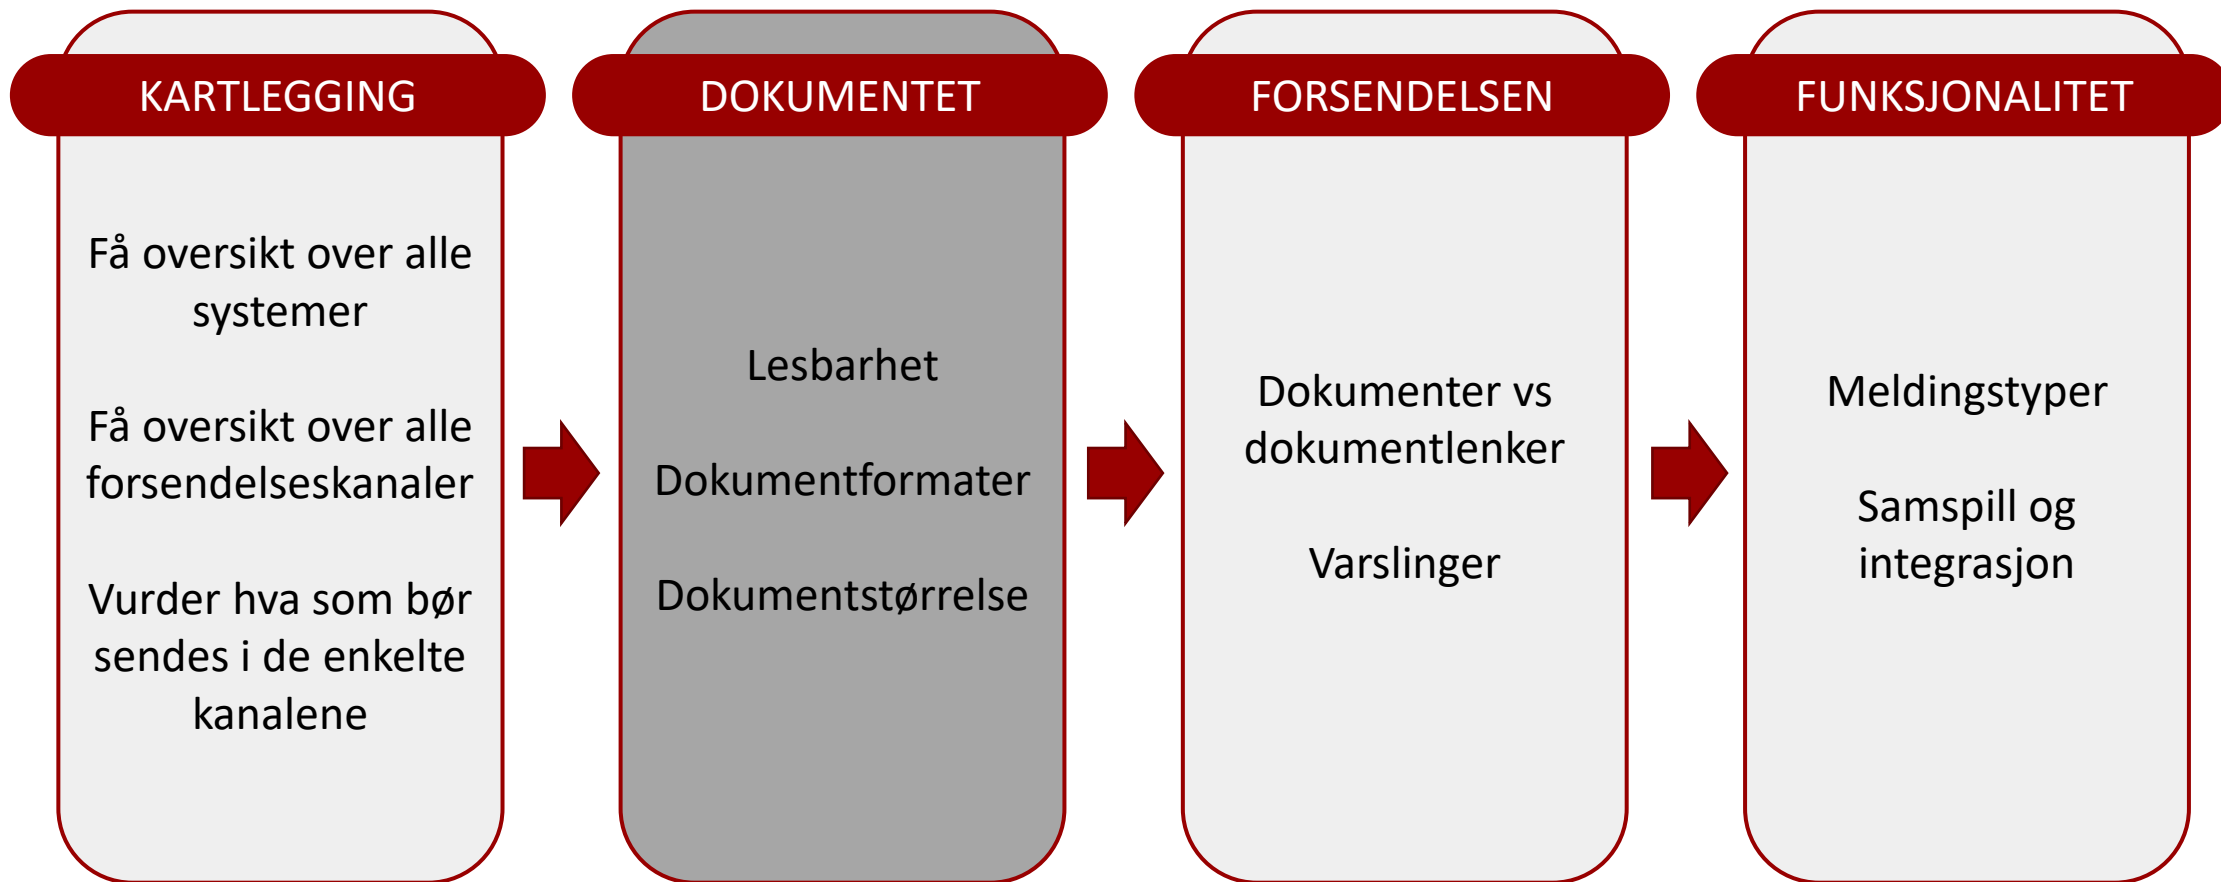 KARTLEGGING
Få oversikt over alle
systemer
Få oversikt over alle
forsendelseskanaler
Vurder hva som bør
sendes i de enkelte
kanalene
DOKUMENTET
Lesbarhet
Dokumentformater
Dokumentstørrelse
FORSENDELSEN
Dokumenter vs
dokumentlenker
Varslinger
FUNKSJONALITET
Meldingstyper
Samspill og
integrasjon